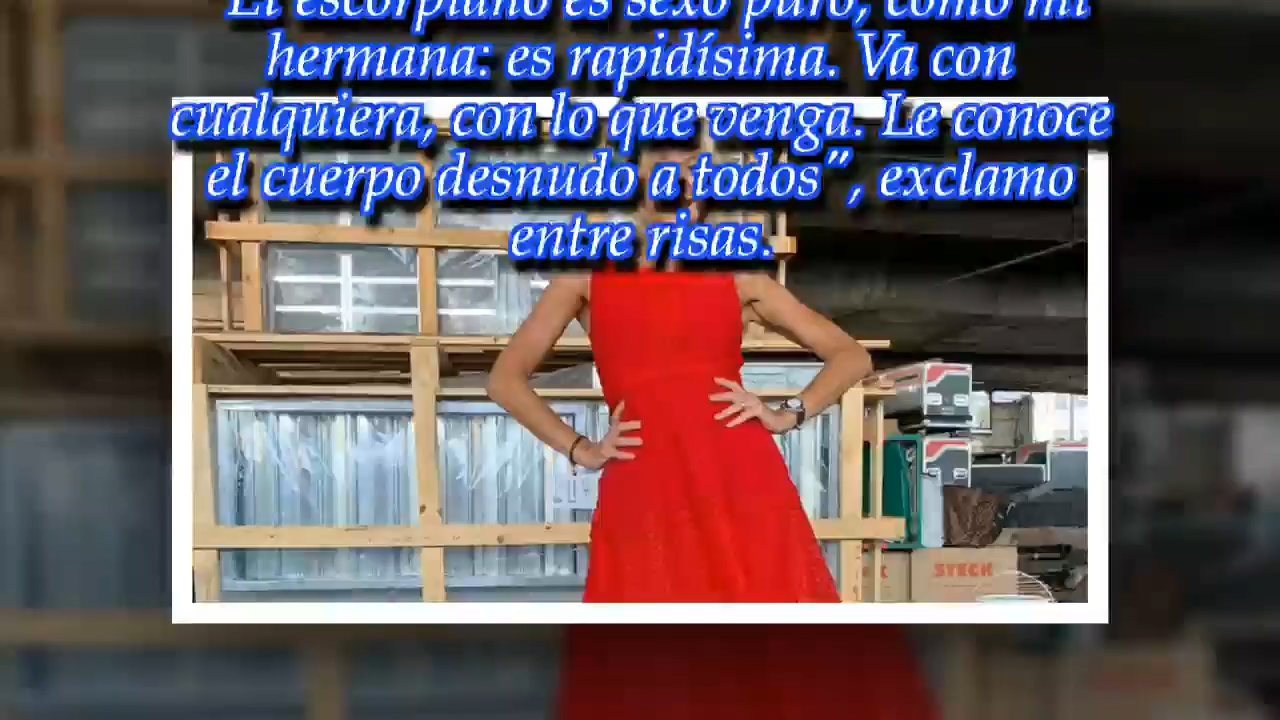 "El escorpiano es sexo puro, como mi
hermana: es rapidísima. Va con
cualquiera, con lo que venga. Le conoce
el cuerpo desnudo a todos", exclamo
entre risas.
STECK